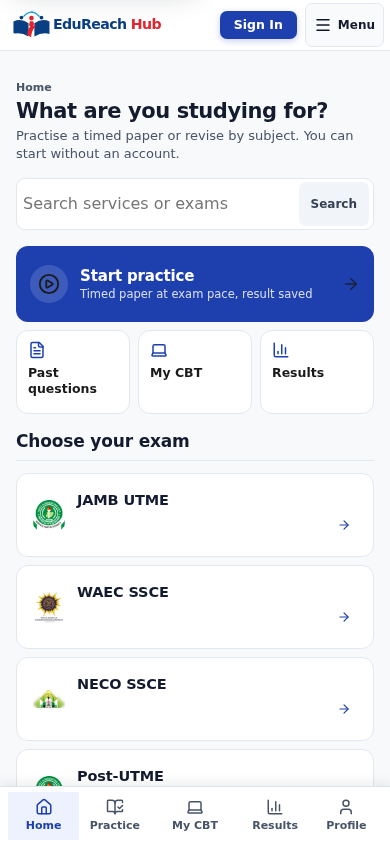 EduReach Hub
Sign In
Menu
Home
What are you studying for?
Practise a timed paper or revise by subject. You can
start without an account.
Search services or exams
Search
Start practice
Timed paper at exam pace, result saved
Past
questions
My CBT
Results
Choose your exam
JAMB UTME
WAEC SSCE
NECO SSCE
Post-UTME
Home
Practice
My CBT
Results
Profile